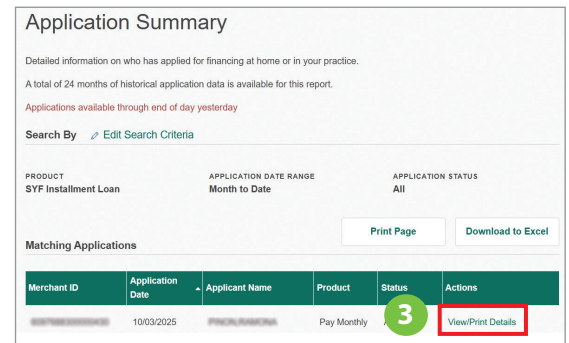 Application Summary
Detailed information on who has applied for financing at home or in your practice.
A total of 24 months of historical application data is available for this report.
Applications available through end of day yesterday
Search By Edit Search Criteria
PRODUCT APPLICATION DATE RANGE APPLICATION STATUS
SYF Installment Loan Month to Date All
Print Page Download to Excel
Matching Applications
Merchant ID Application Date Applicant Name Product Status Actions
10/03/2025 Pay Monthly 3 View/Print Details